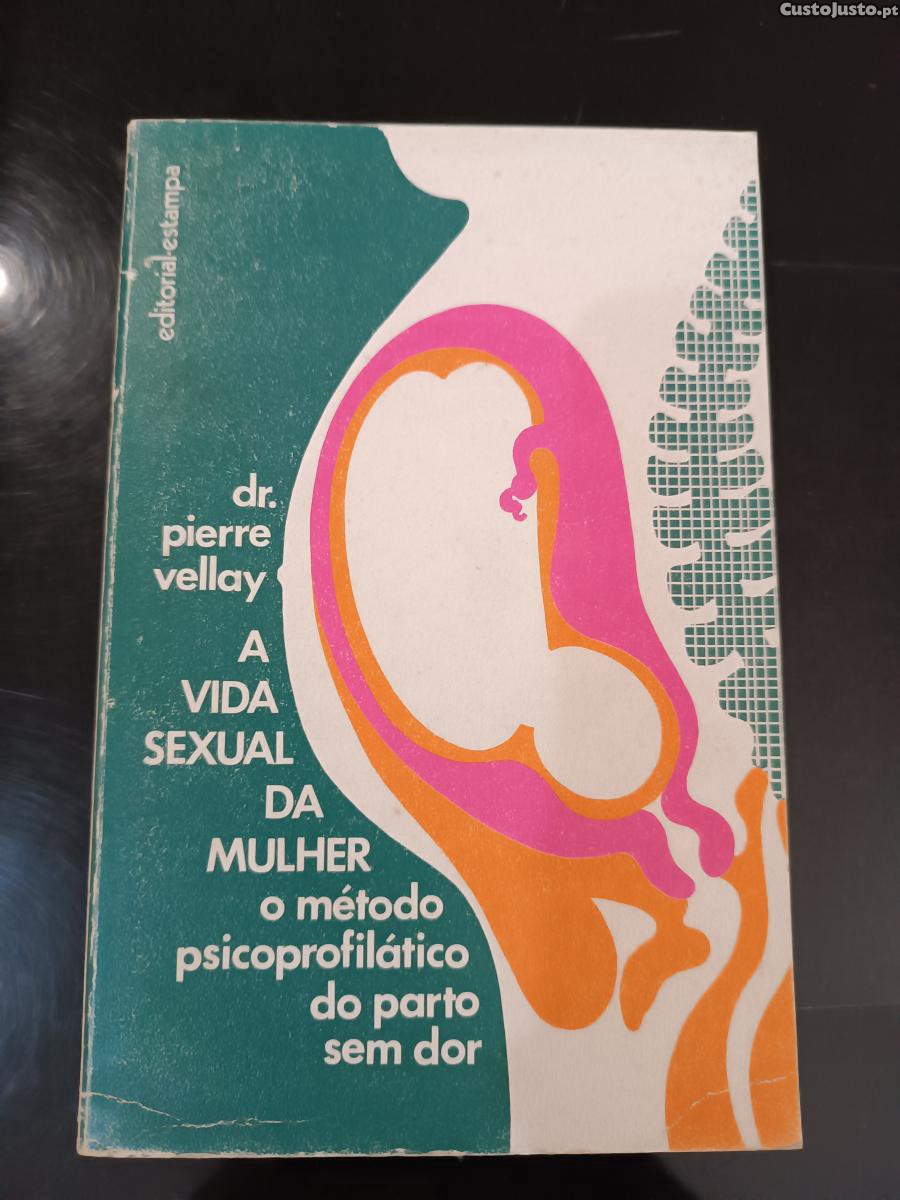 CustoJusto.pt
editorial·estampa
dr.
pierre
vellay
A
VIDA
SEXUAL
DA
MULHER
o método
psicoprofilático
do parto
sem dor